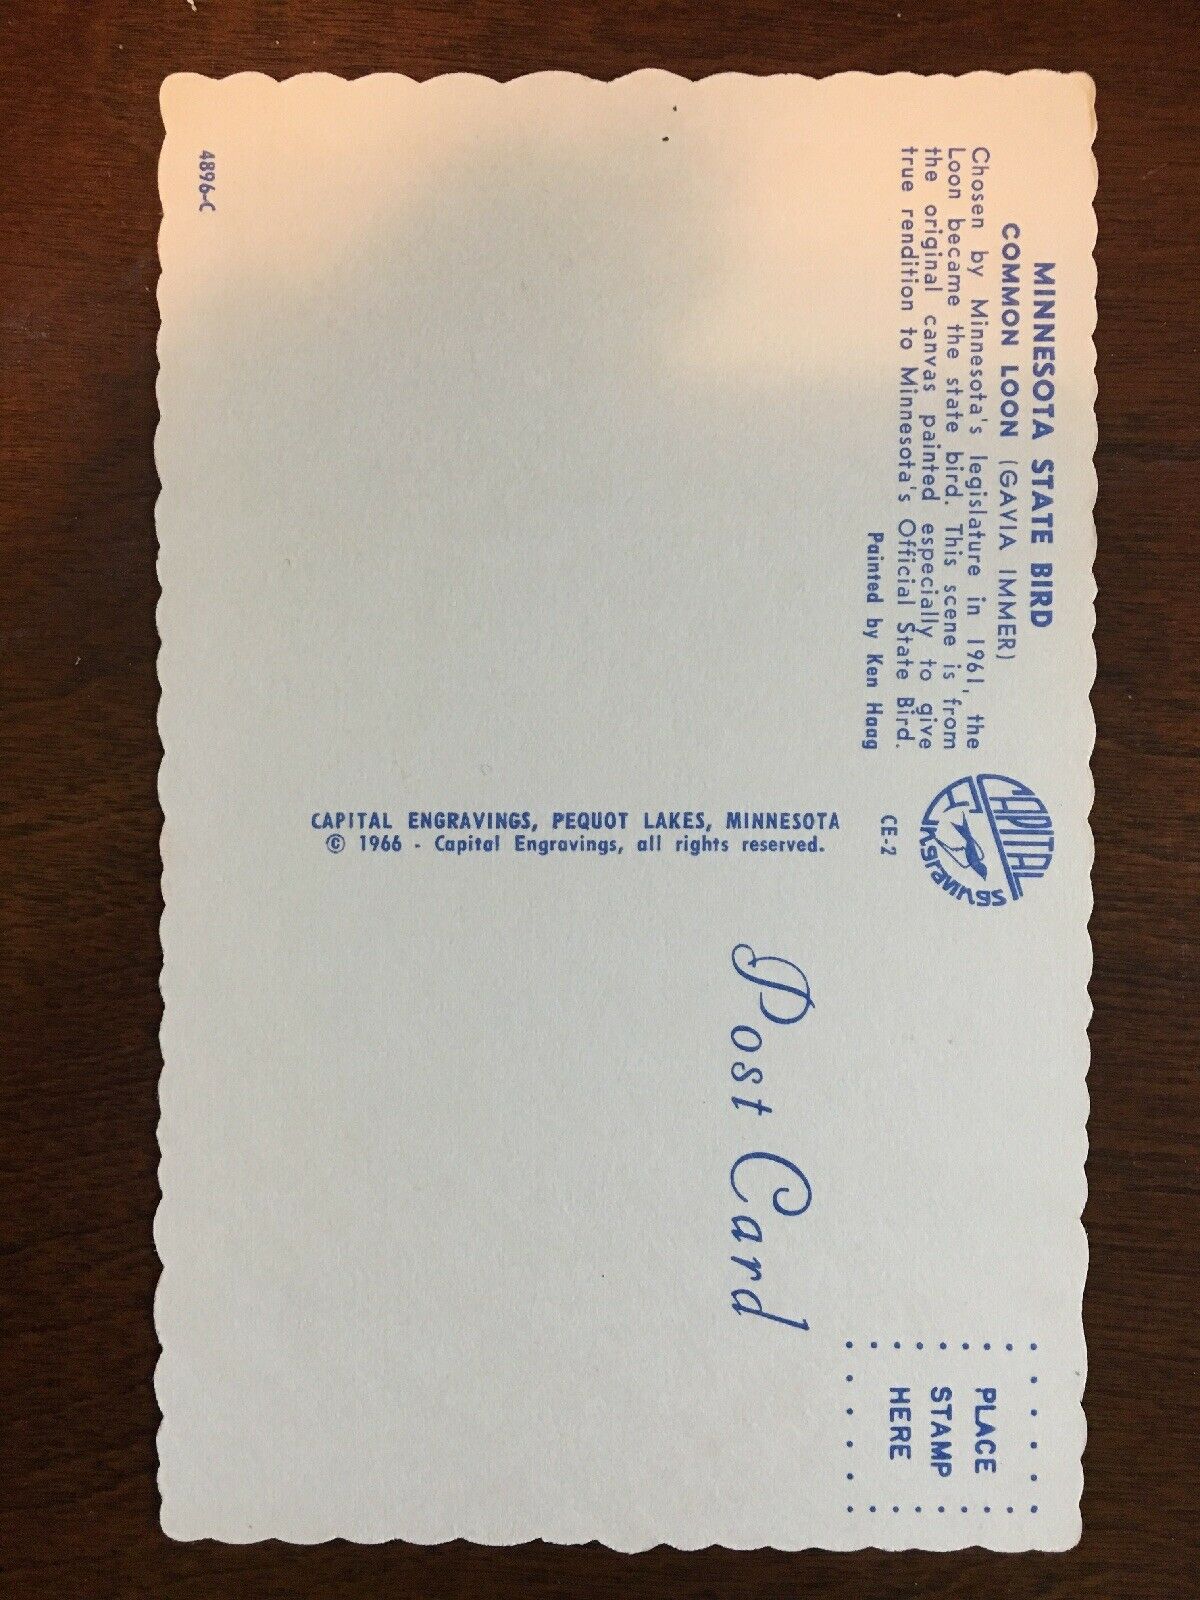 MINNESOTA STATE BIRD
COMMON LOON (GAVIA IMMER)
Chosen by Minnesota's legislature in 1961, the
Loon became the state bird. This scene is from
the original canvas painted especially to give
true rendition to Minnesota's Official State Bird.
Painted by Ken Haag
4896-C
CAPITAL
Engravings
CE-2
CAPITAL ENGRAVINGS, PEQUOT LAKES, MINNESOTA
© 1966 - Capital Engravings, all rights reserved.
Post Card
PLACE
STAMP
HERE